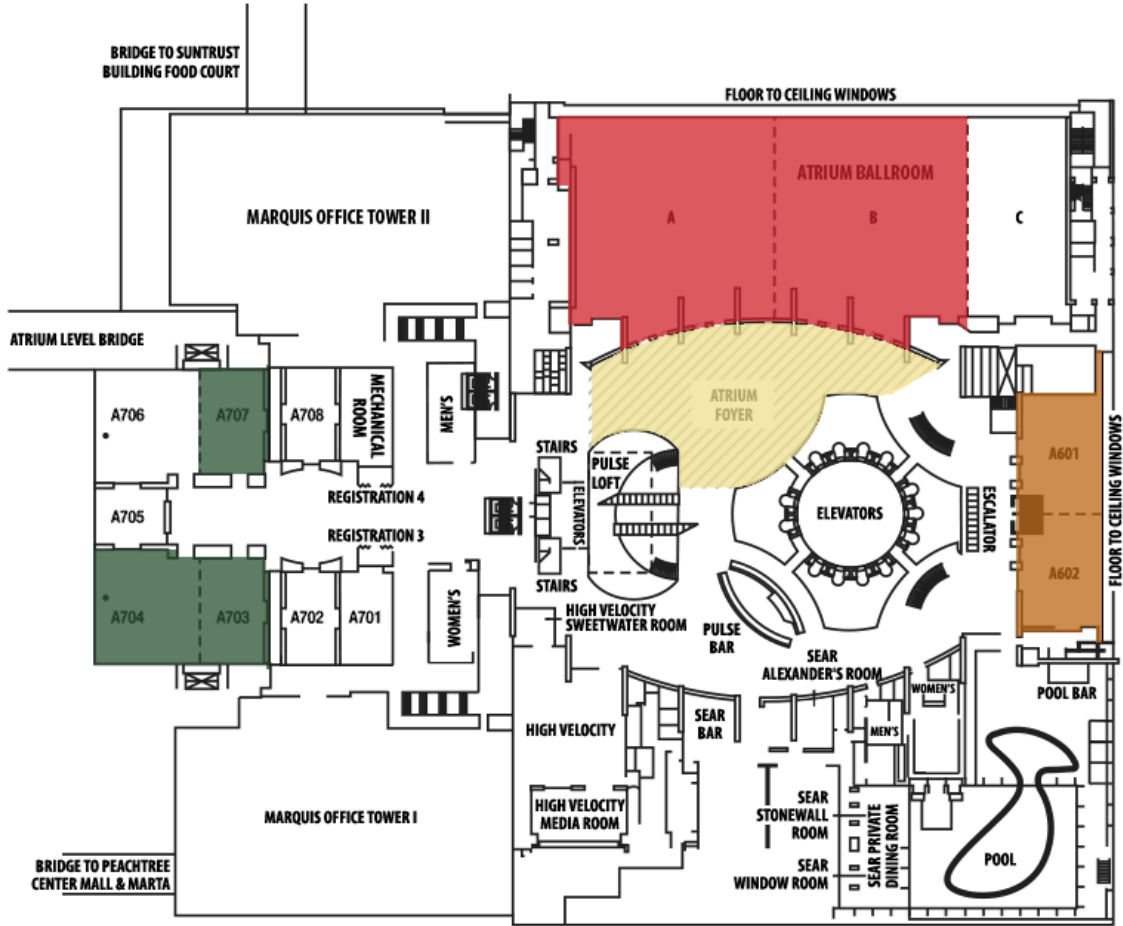 BRIDGE TO SUNTRUST
BUILDING FOOD COURT
FLOOR TO CEILING WINDOWS
MARQUIS OFFICE TOWER II
ATRIUM BALLROOM
A
B
C
ATRIUM LEVEL BRIDGE
A706
A707
A708
MECHANICAL
ROOM
MEN'S
ATRIUM
FOYER
STAIRS
PULSE
LOFT
ELEVATORS
ELEVATORS
ESCALATOR
A601
A602
FLOOR TO CEILING WINDOWS
REGISTRATION 4
A705
REGISTRATION 3
STAIRS
A704
A703
A702
A701
WOMEN'S
HIGH VELOCITY
SWEETWATER ROOM
PULSE
BAR
SEAR
ALEXANDER'S ROOM
WOMEN'S
POOL BAR
HIGH VELOCITY
SEAR
BAR
MEN'S
HIGH VELOCITY
MEDIA ROOM
SEAR
STONEWALL
ROOM
SEAR PRIVATE
DINING ROOM
SEAR
WINDOW ROOM
POOL
MARQUIS OFFICE TOWER I
BRIDGE TO PEACHTREE
CENTER MALL & MARTA